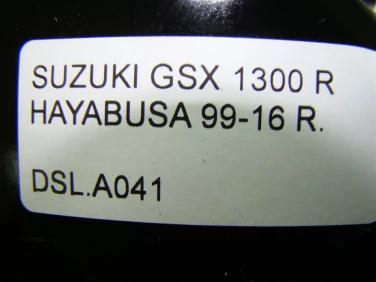 SUZUKI GSX 1300 R
HAYABUSA 99-16 R.
DSL.A041